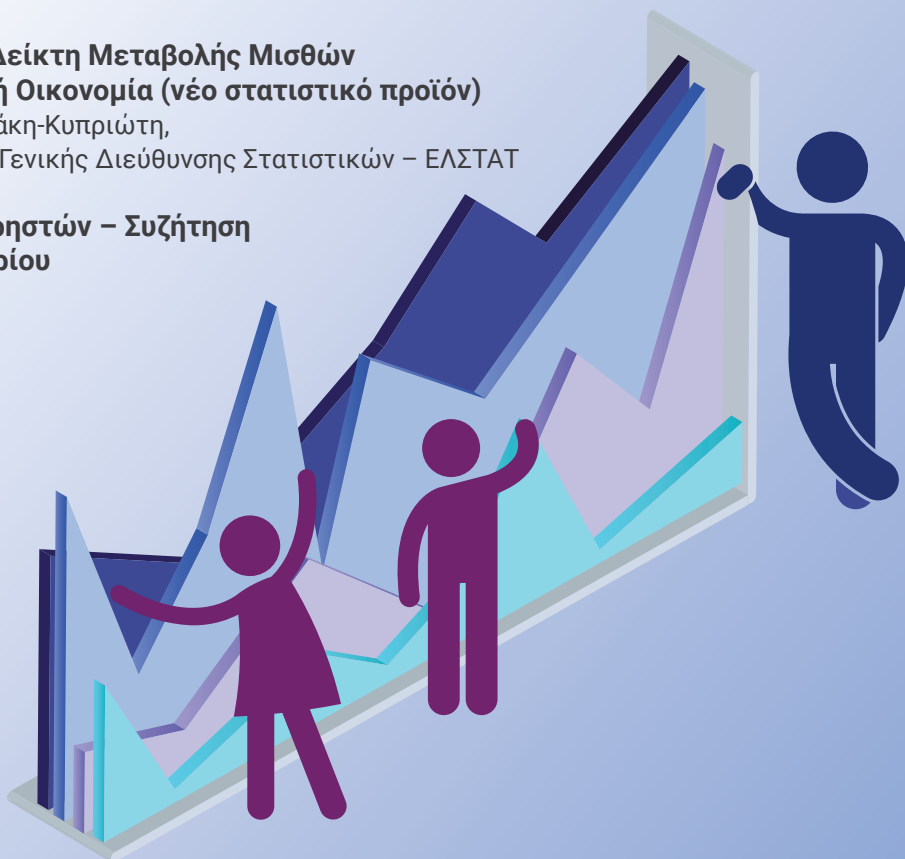 Δείκτη Μεταβολής Μισθών
ή Οικονομία (νέο στατιστικό προϊόν)
άκη-Κυπριώτη,
Γενικής Διεύθυνσης Στατιστικών – ΕΛΣΤΑΤ
ρηστών – Συζήτηση
ρίου